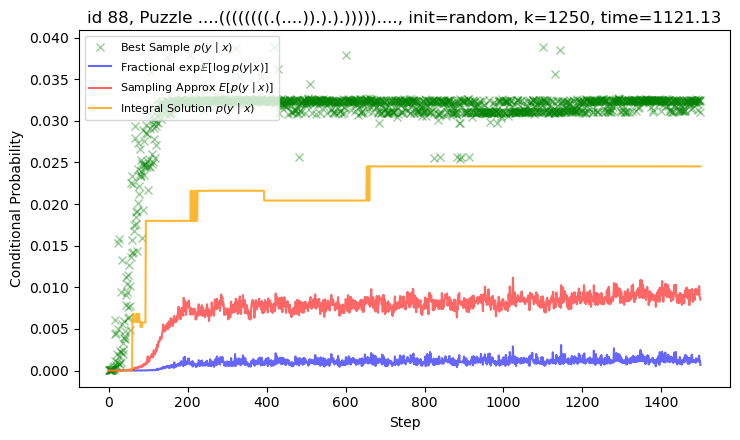 id 88, Puzzle ....((((((((.(....)).).).)))))...., init=random, k=1250, time=1121.13
Best Sample p(y | x)
Fractional exp𝔼[log p(y|x)]
Sampling Approx E[p(y | x)]
Integral Solution p(y | x)
Conditional Probability
0.040
0.035
0.030
0.025
0.020
0.015
0.010
0.005
0.000
0
200
400
600
800
1000
1200
1400
Step